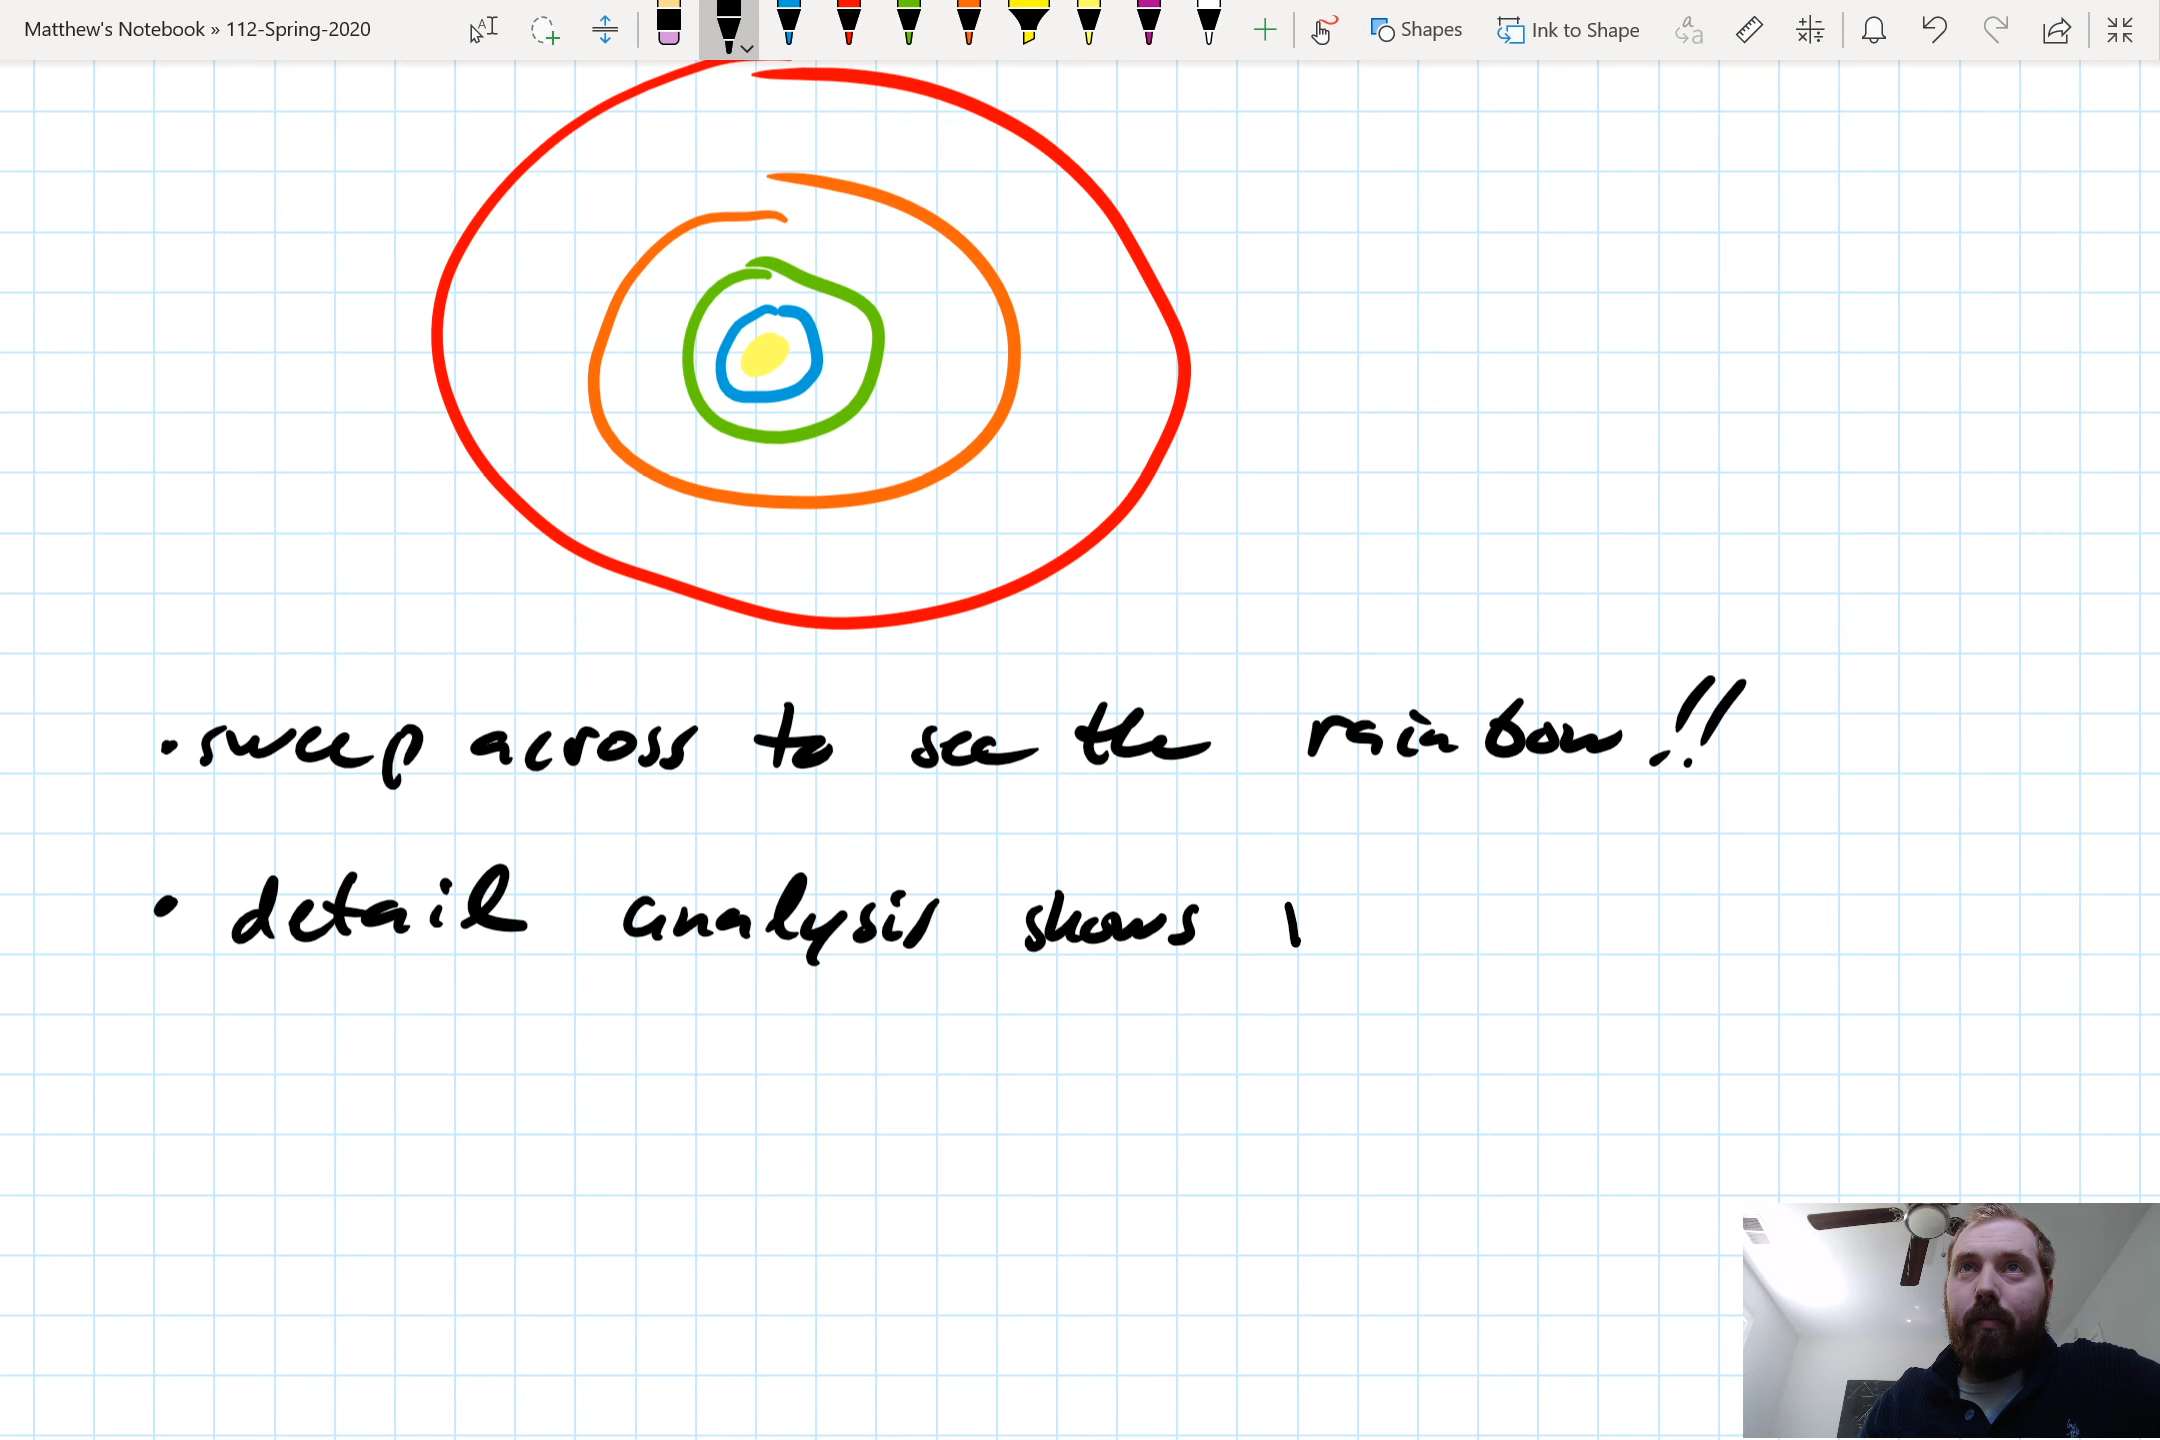 Matthew's Notebook » 112-Spring-2020
Shapes
Ink to Shape
• sweep across to see the rainbow!!
• detail analysis shows